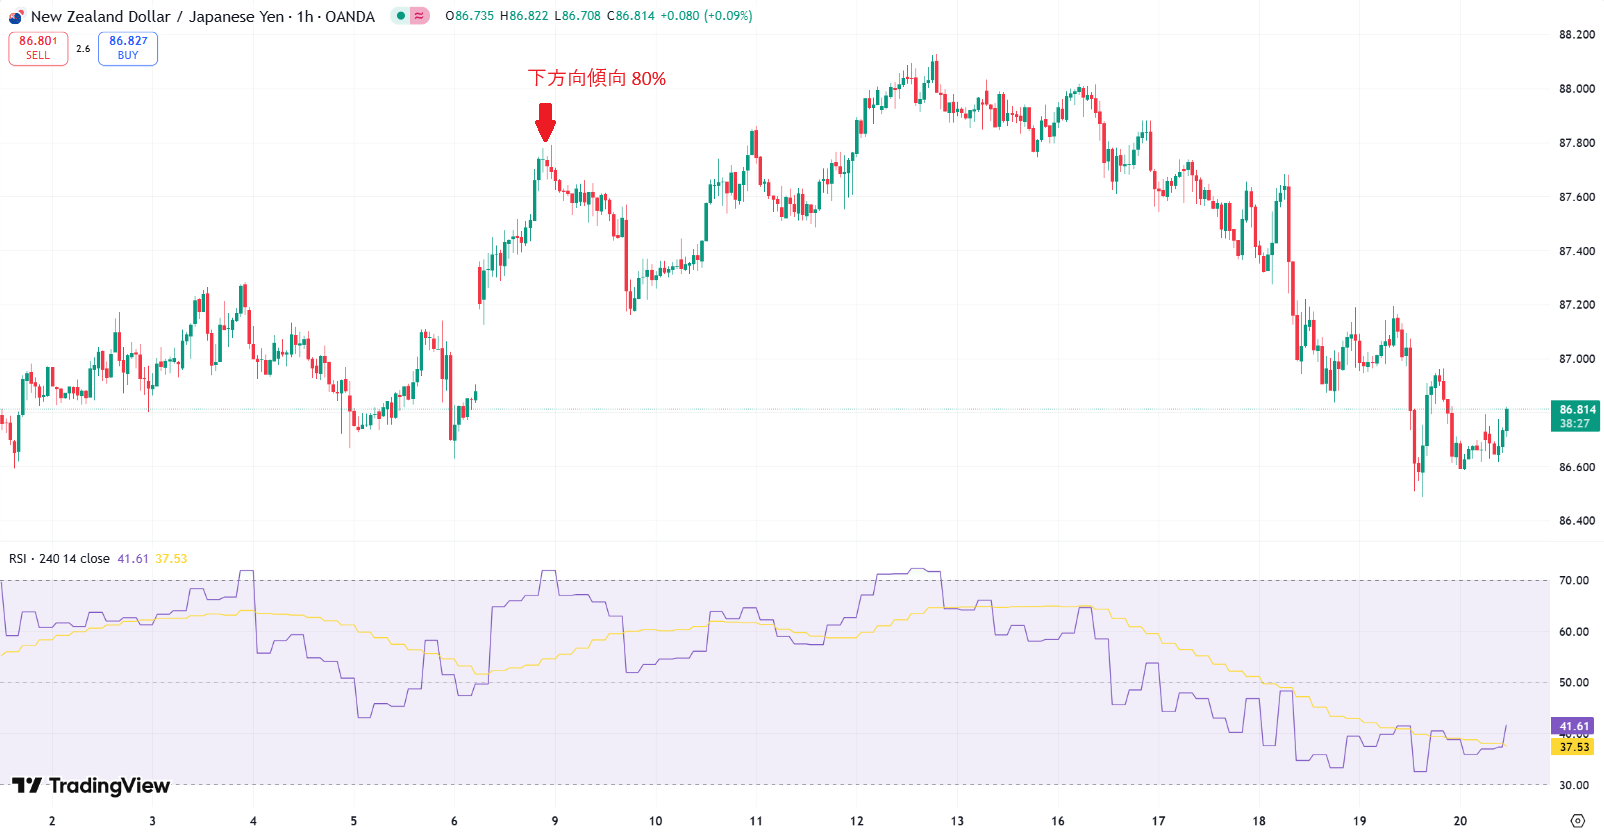 New Zealand Dollar / Japanese Yen · 1h · OANDA
O86.735 H86.822 L86.708 C86.814 +0.080 (+0.09%)
86.801
SELL
2.6
86.827
BUY
下方向傾向 80%
88.200
88.000
87.800
87.600
87.400
87.200
87.000
86.814
38:27
86.600
86.400
RSI · 240 14 close 41.61 37.53
70.00
60.00
50.00
41.61
40.00
37.53
30.00
TradingView
2 3 4 5 6 9 10 11 12 13 16 17 18 19 20